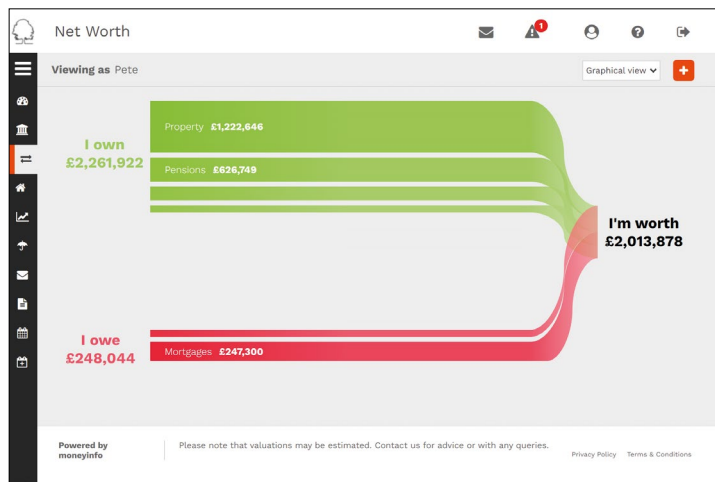 Net Worth
1
Viewing as Pete
Graphical view
I own
£2,261,922
Property £1,222,646
Pensions £626,749
I'm worth
£2,013,878
I owe
£248,044
Mortgages £247,300
Powered by
moneyinfo
Please note that valuations may be estimated. Contact us for advice or with any queries.
Privacy Policy Terms & Conditions